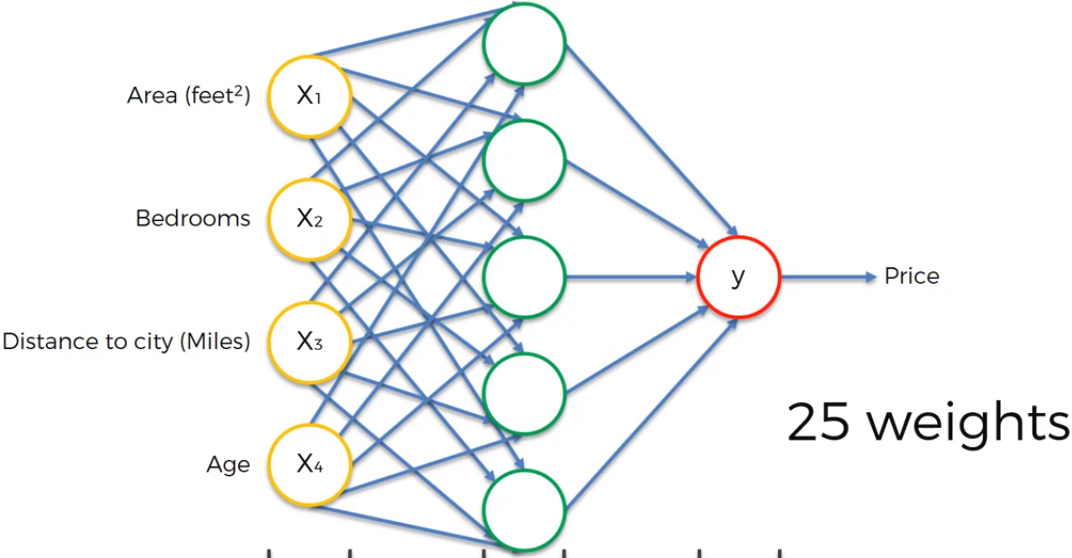 Area (feet²)
X₁
Bedrooms
X₂
Distance to city (Miles)
X₃
Age
X₄
y
Price
25 weights